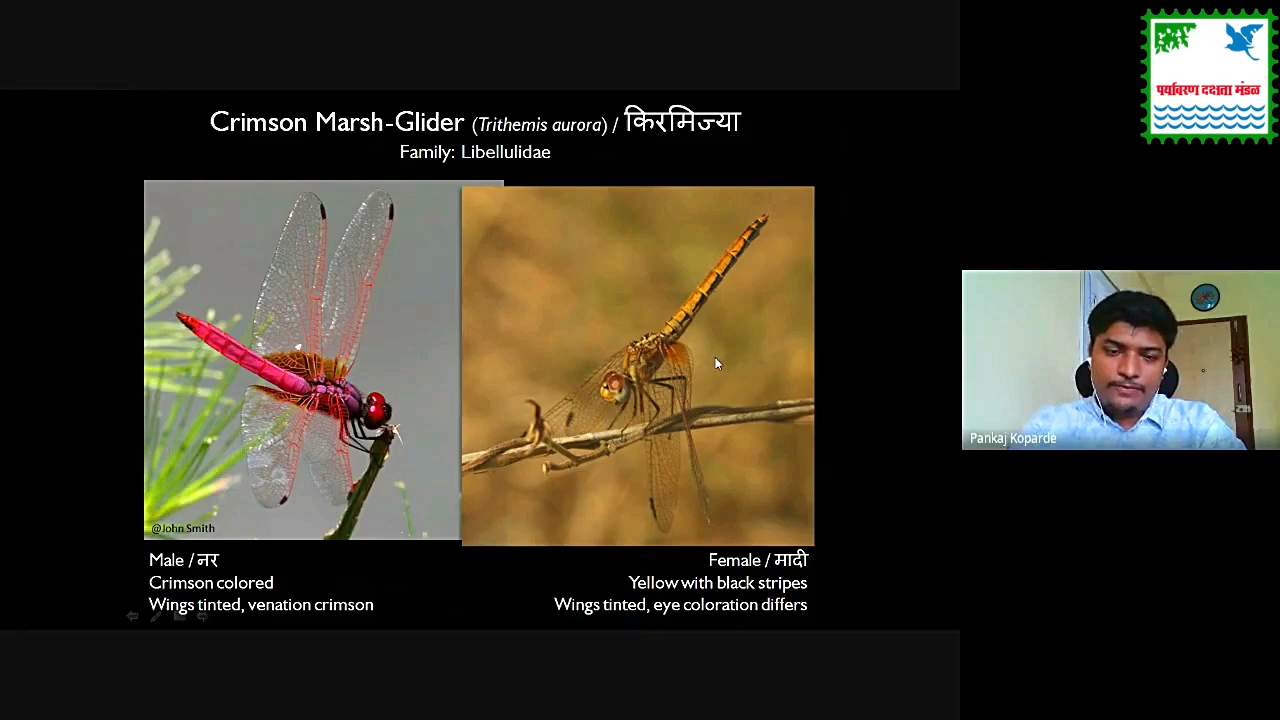 पर्यावरण दक्षता मंडळ
Crimson Marsh-Glider (Trithemis aurora) / किरमिज्या
Family: Libellulidae
@John Smith
Male / नर
Crimson colored
Wings tinted, venation crimson
Female / मादी
Yellow with black stripes
Wings tinted, eye coloration differs
Pankaj Koparde